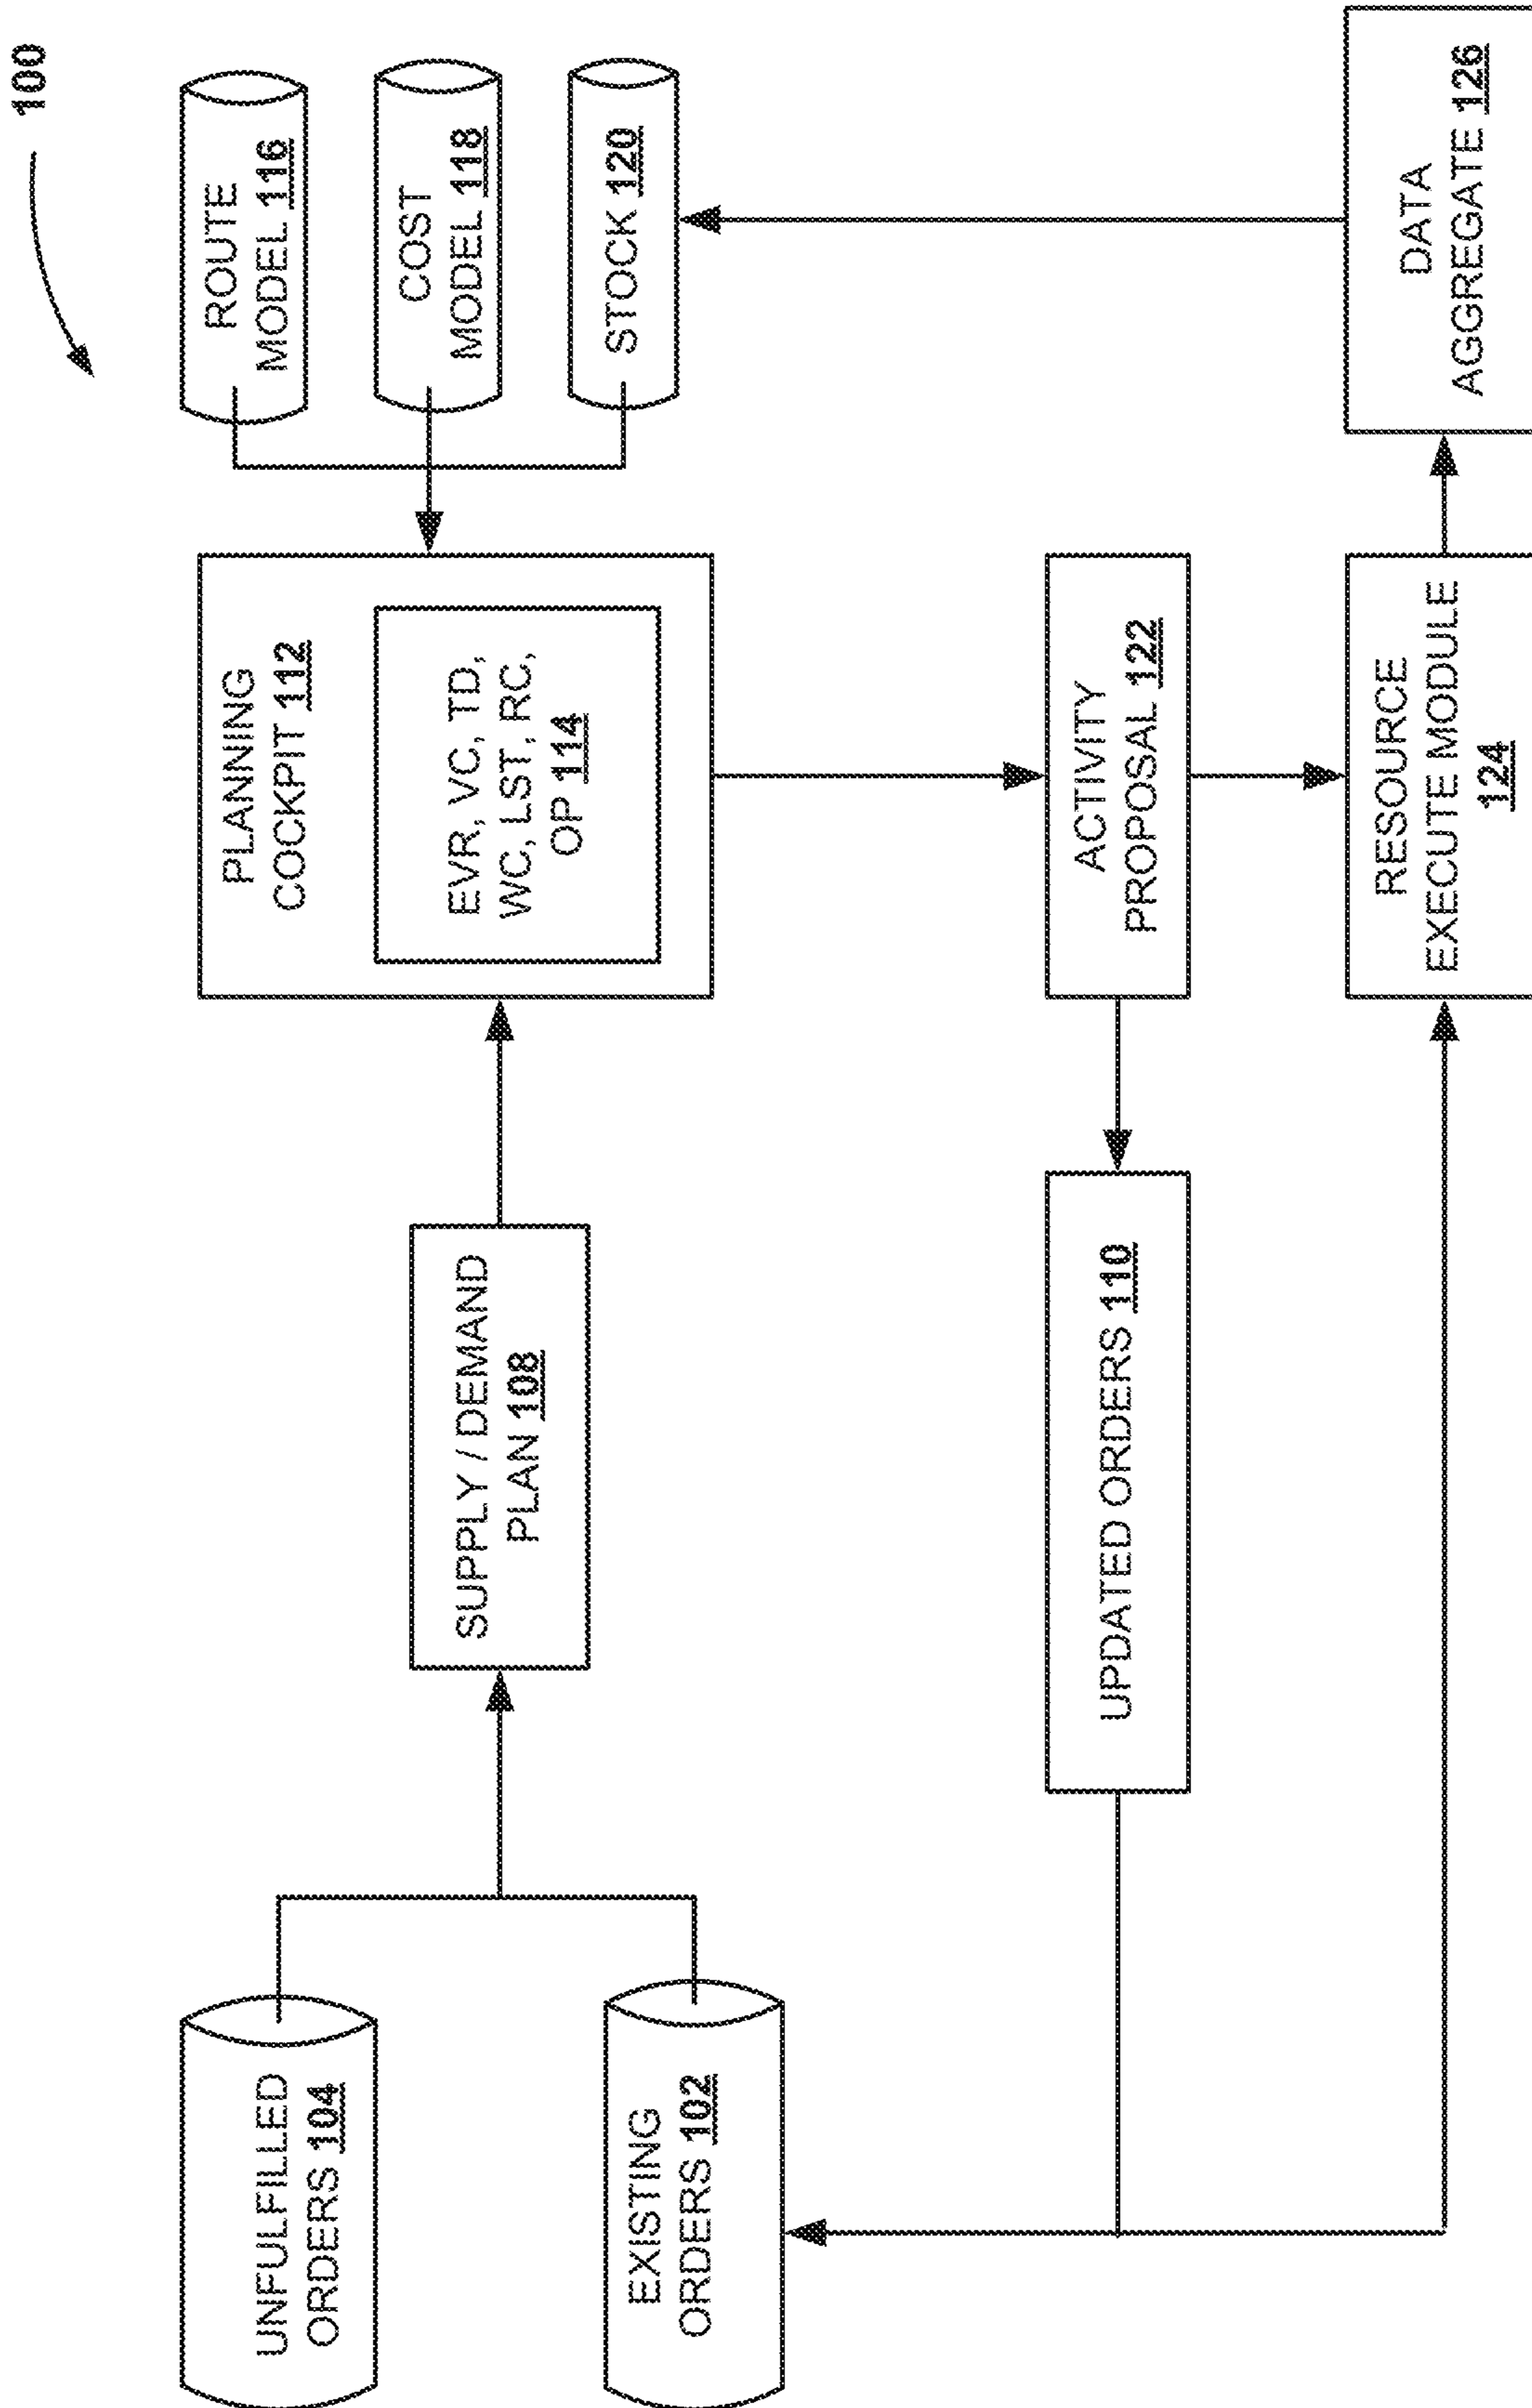 100
UNFULFILLED
ORDERS 104
EXISTING
ORDERS 102
SUPPLY / DEMAND
PLAN 108
UPDATED ORDERS 110
PLANNING
COCKPIT 112
EVR, VC, TD,
WC, LST, RC,
OP 114
ACTIVITY
PROPOSAL 122
RESOURCE
EXECUTE MODULE
124
ROUTE
MODEL 116
COST
MODEL 118
STOCK 120
DATA
AGGREGATE 126